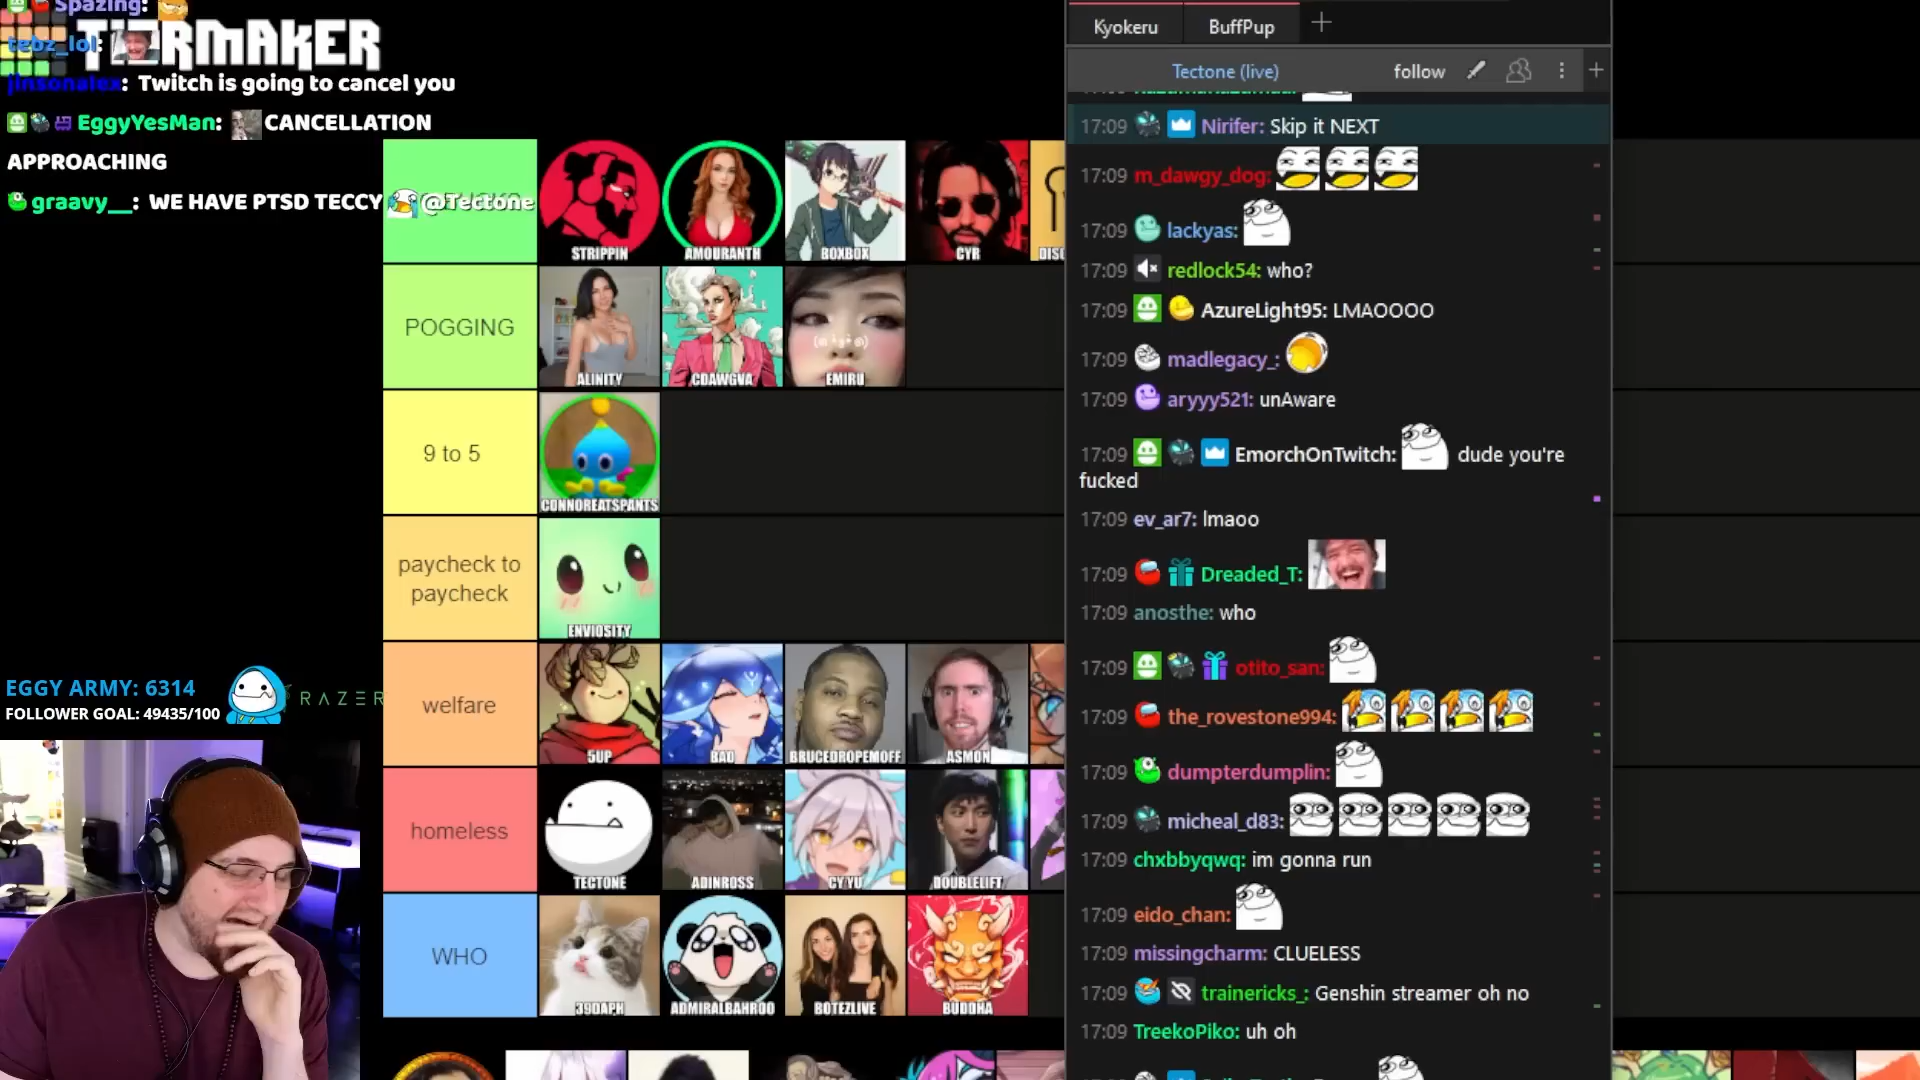 Spazing:
tebz_lol:
TIERMAKER
jinsonalex: Twitch is going to cancel you
EggyYesMan: CANCELLATION
APPROACHING
graavy__: WE HAVE PTSD TECCY @Tectone
STRIPPIN
AMOURANTH
BOXBOX
CYR
POGGING
ALINITY
CDAWGVA
EMIRU
9 to 5
CONNOREATSPANTS
paycheck to
paycheck
ENVIOSITY
welfare
5UP
BAD
BRUCEDROPEMOFF
ASMON
homeless
TECTONE
ADINROSS
CYYU
DOUBLELIFT
WHO
39DAPH
ADMIRALBAHROO
BOTEZLIVE
BUDDHA
EGGY ARMY: 6314
FOLLOWER GOAL: 49435/100
RAZER
Kyokeru
BuffPup
Tectone (live)
follow
17:09 Nirifer: Skip it NEXT
17:09 m_dawgy_dog:
17:09 lackyas:
17:09 redlock54: who?
17:09 AzureLight95: LMAOOOO
17:09 madlegacy_:
17:09 aryyy521: unAware
17:09 EmorchOnTwitch: dude you're
fucked
17:09 ev_ar7: lmaoo
17:09 Dreaded_T:
17:09 anosthe: who
17:09 otito_san:
17:09 the_rovestone994:
17:09 dumpterdumplin:
17:09 micheal_d83:
17:09 chxbbyqwq: im gonna run
17:09 eido_chan:
17:09 missingcharm: CLUELESS
17:09 trainericks_: Genshin streamer oh no
17:09 TreekoPiko: uh oh